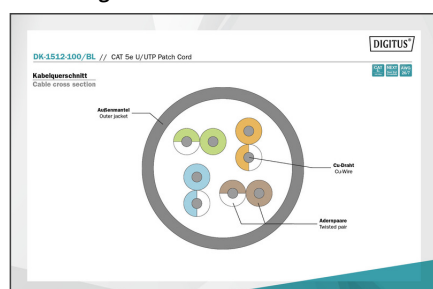 DIGITUS®
DK-1512-100/BL // CAT 5e U/UTP Patch Cord
Kabelquerschnitt
Cable cross section
Außenmantel
Outer jacket
Cu-Draht
Cu-Wire
Aderpaare
Twisted pair